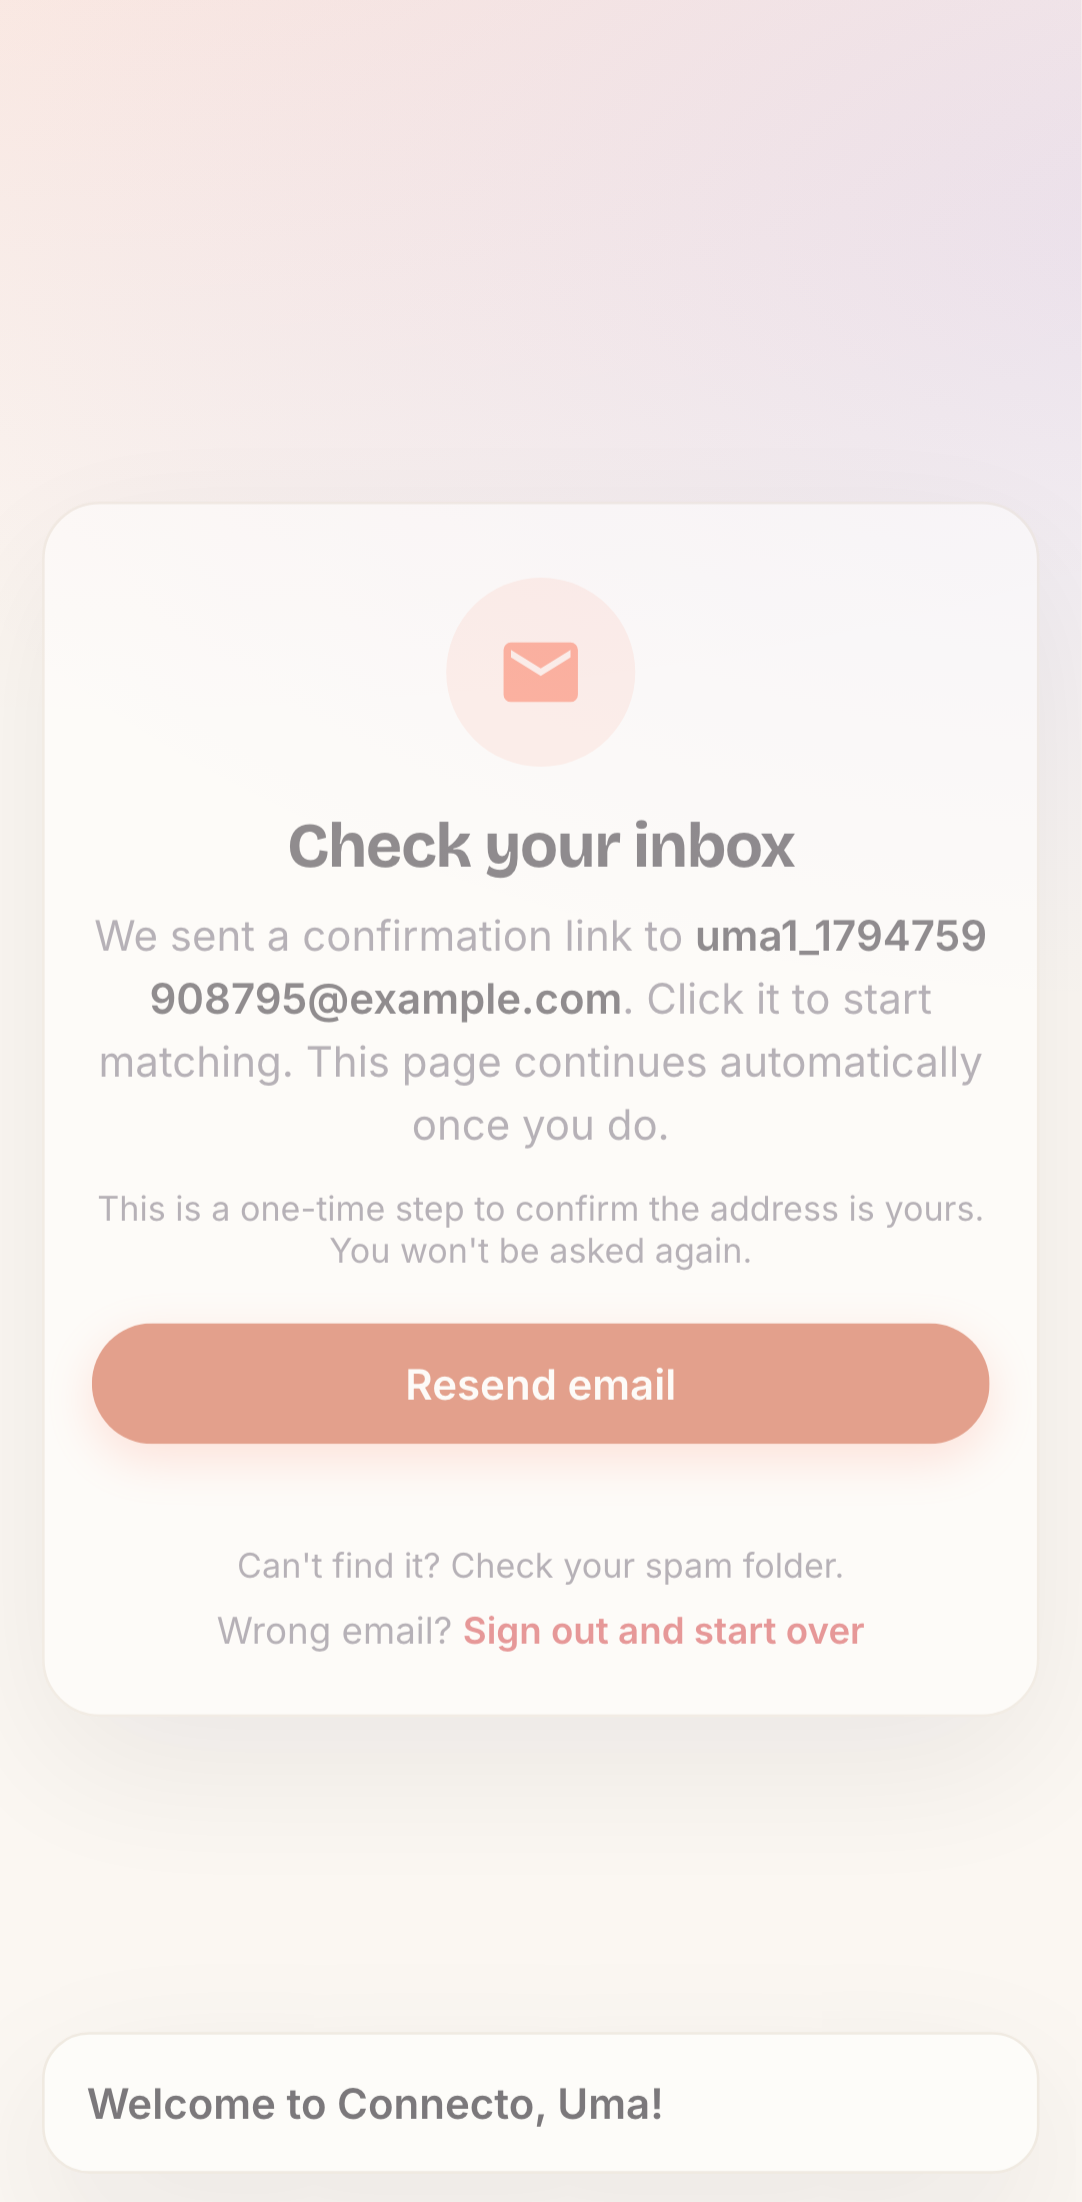 Check your inbox
We sent a confirmation link to uma1_1794759
908795@example.com. Click it to start
matching. This page continues automatically
once you do.
This is a one-time step to confirm the address is yours.
You won't be asked again.
Resend email
Can't find it? Check your spam folder.
Wrong email? Sign out and start over
Welcome to Connecto, Uma!